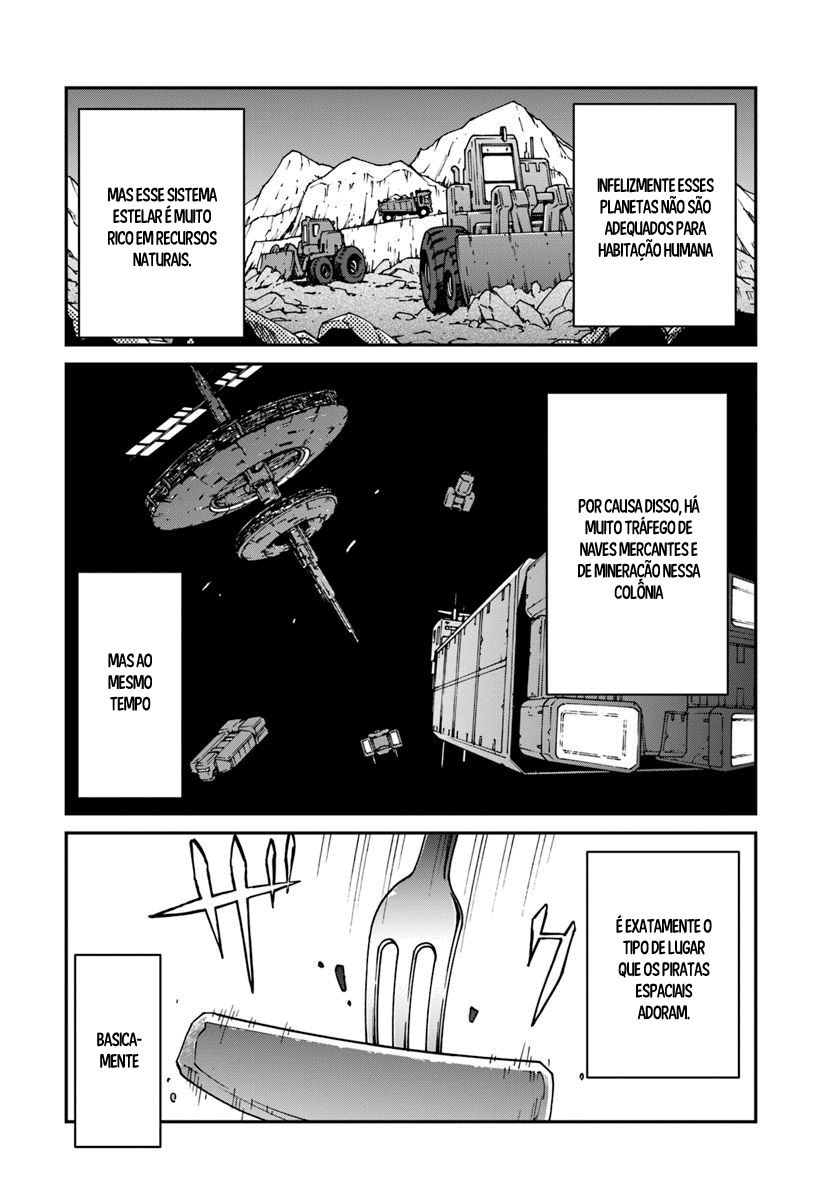 INFELIZMENTE ESSES
PLANETAS NÃO SÃO
ADEQUADOS PARA
HABITAÇÃO HUMANA
MAS ESSE SISTEMA
ESTELAR É MUITO
RICO EM RECURSOS
NATURAIS.
POR CAUSA DISSO, HÁ
MUITO TRÁFEGO DE
NAVES MERCANTES E
DE MINERAÇÃO NESSA
COLÔNIA
MAS AO
MESMO
TEMPO
É EXATAMENTE O
TIPO DE LUGAR
QUE OS PIRATAS
ESPACIAIS
ADORAM.
BASICA-
MENTE